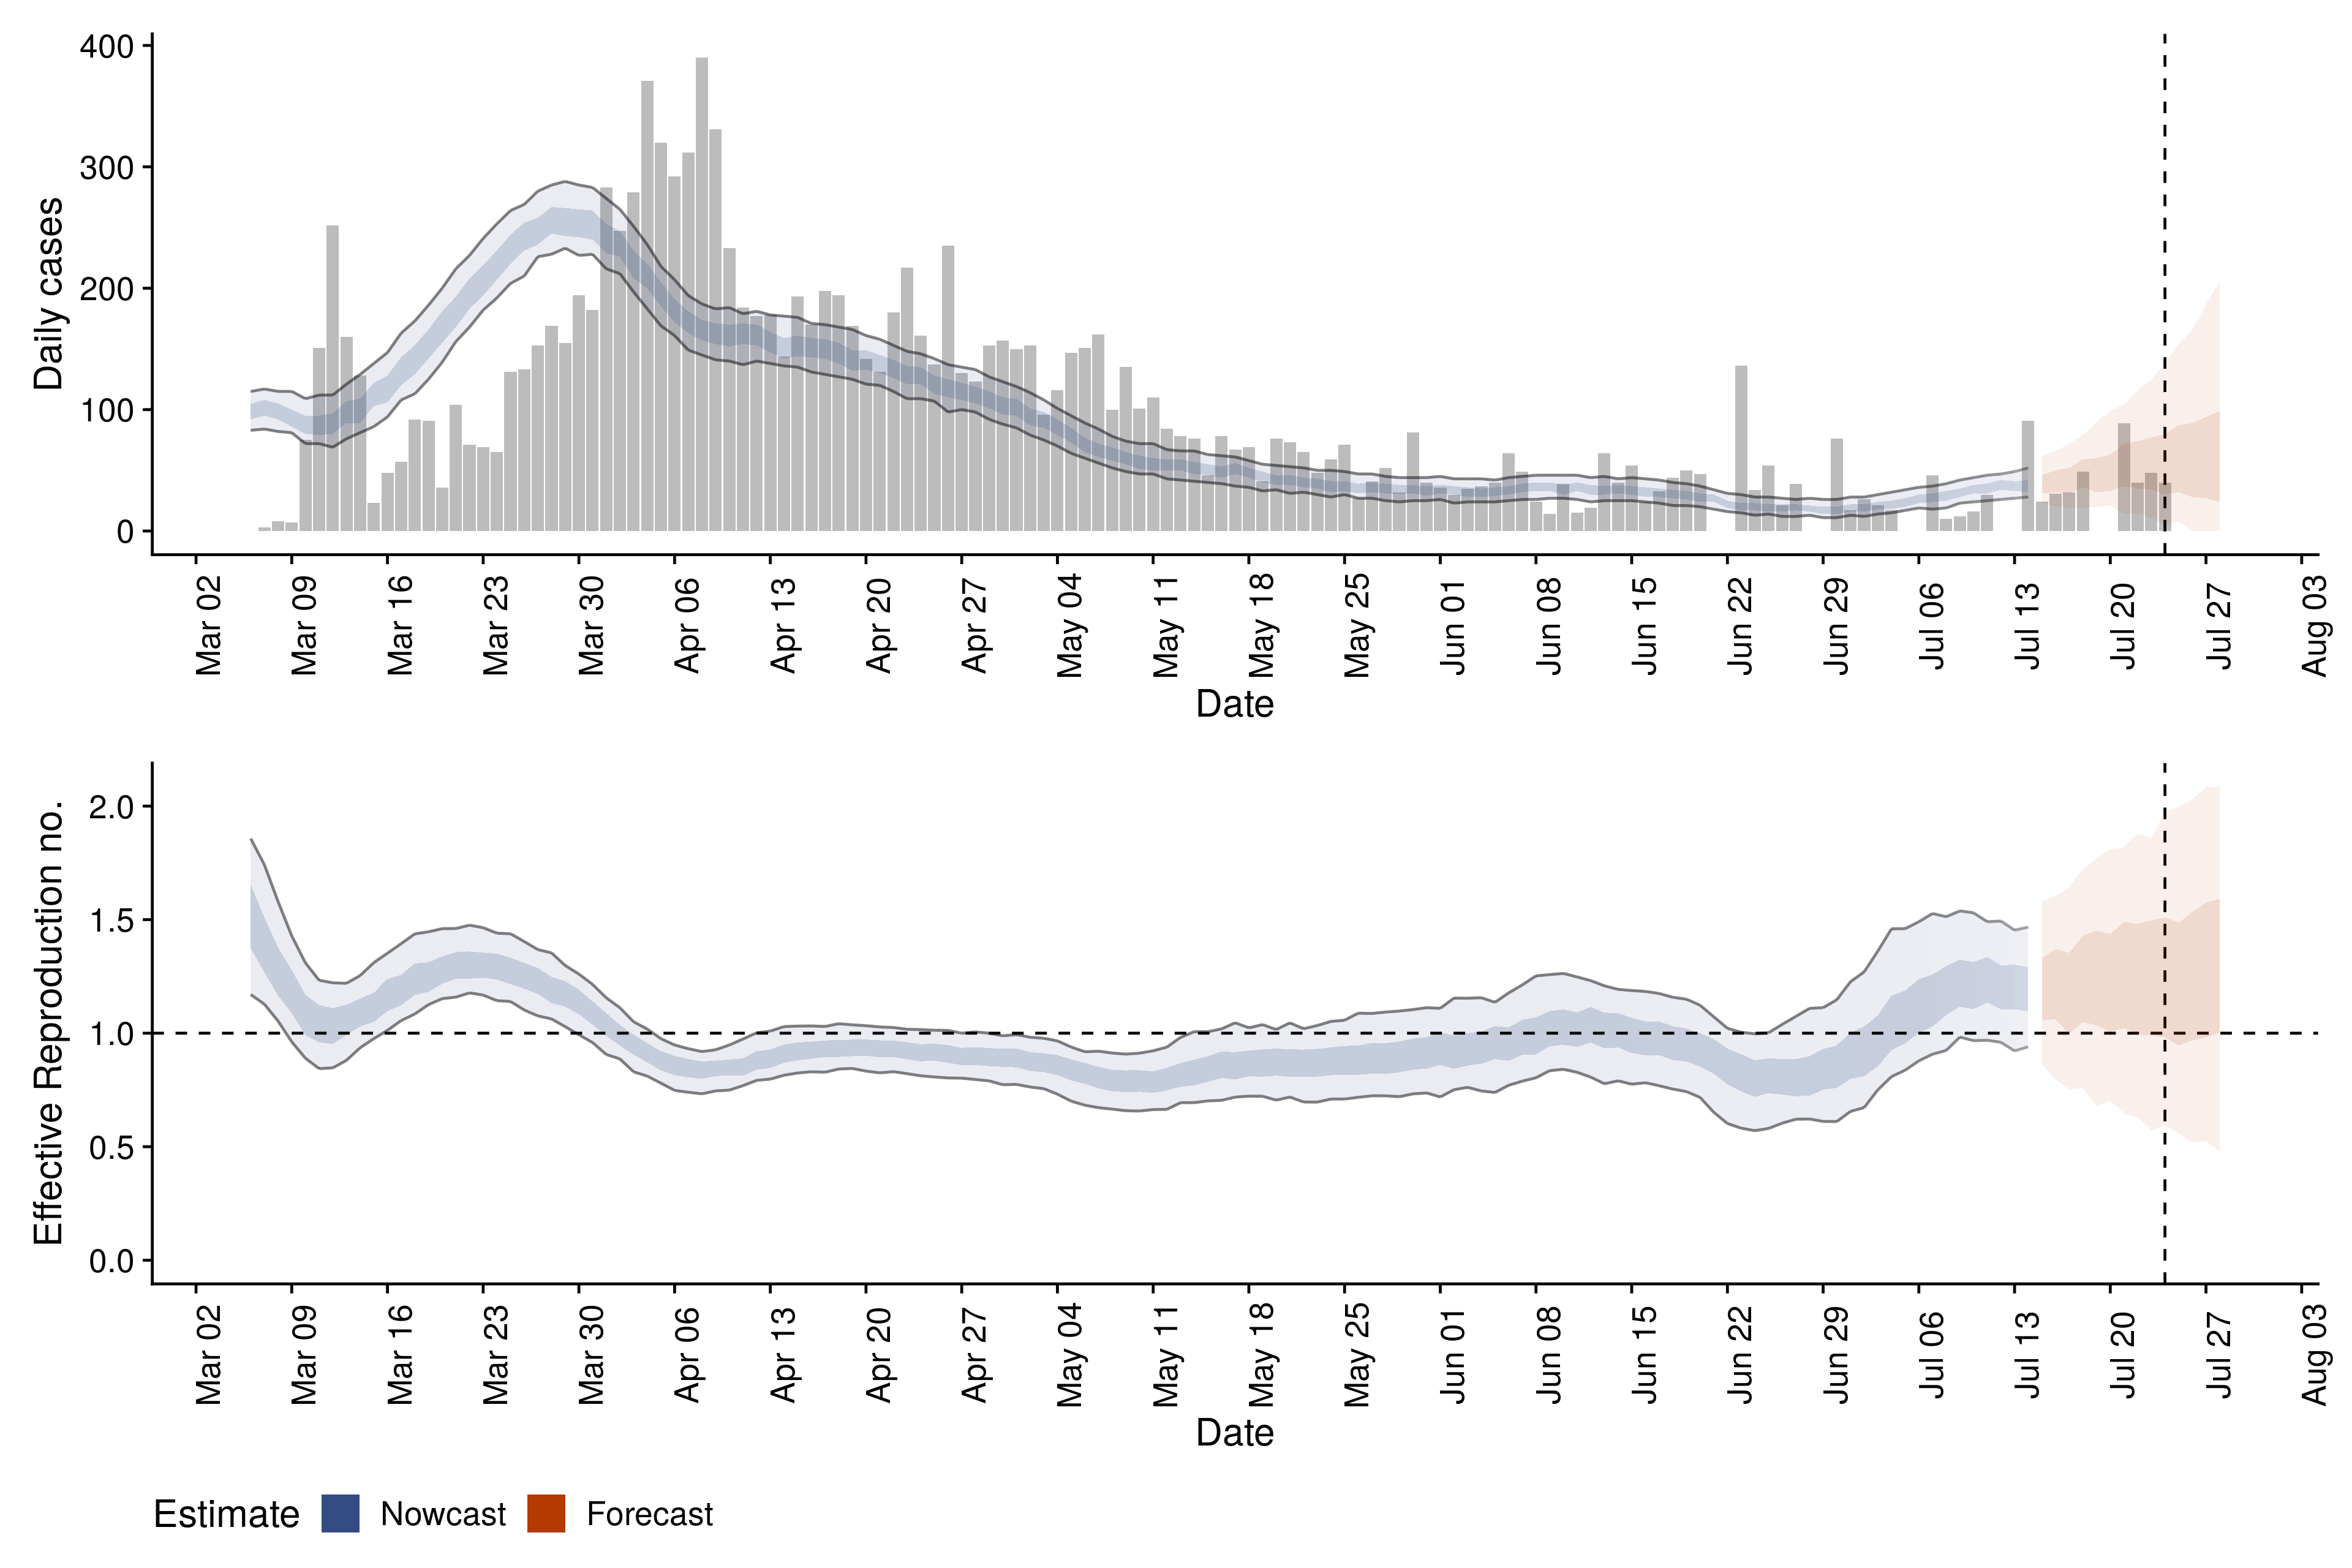 Daily cases
400
300
200
100
0
Mar 02 Mar 09 Mar 16 Mar 23 Mar 30 Apr 06 Apr 13 Apr 20 Apr 27 May 04 May 11 May 18 May 25 Jun 01 Jun 08 Jun 15 Jun 22 Jun 29 Jul 06 Jul 13 Jul 20 Jul 27 Aug 03
Date
Effective Reproduction no.
2.0
1.5
1.0
0.5
0.0
Mar 02 Mar 09 Mar 16 Mar 23 Mar 30 Apr 06 Apr 13 Apr 20 Apr 27 May 04 May 11 May 18 May 25 Jun 01 Jun 08 Jun 15 Jun 22 Jun 29 Jul 06 Jul 13 Jul 20 Jul 27 Aug 03
Date
Estimate Nowcast Forecast